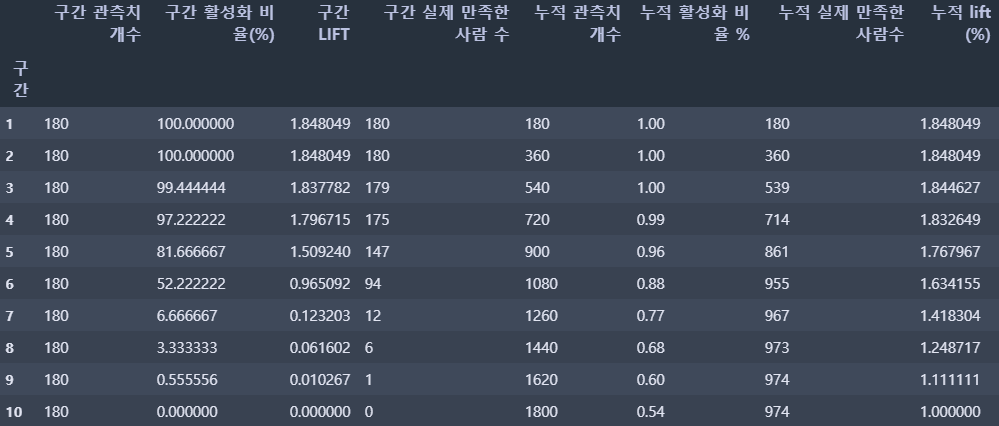 구간 관측치 개수 구간 활성화 비율(%) 구간 LIFT 구간 실제 만족한 사람 수 누적 관측치 개수 누적 활성화 비율 % 누적 실제 만족한 사람수 누적 lift (%)
구간
1 180 100.000000 1.848049 180 180 1.00 180 1.848049
2 180 100.000000 1.848049 180 360 1.00 360 1.848049
3 180 99.444444 1.837782 179 540 1.00 539 1.844627
4 180 97.222222 1.796715 175 720 0.99 714 1.832649
5 180 81.666667 1.509240 147 900 0.96 861 1.767967
6 180 52.222222 0.965092 94 1080 0.88 955 1.634155
7 180 6.666667 0.123203 12 1260 0.77 967 1.418304
8 180 3.333333 0.061602 6 1440 0.68 973 1.248717
9 180 0.555556 0.010267 1 1620 0.60 974 1.111111
10 180 0.000000 0.000000 0 1800 0.54 974 1.000000